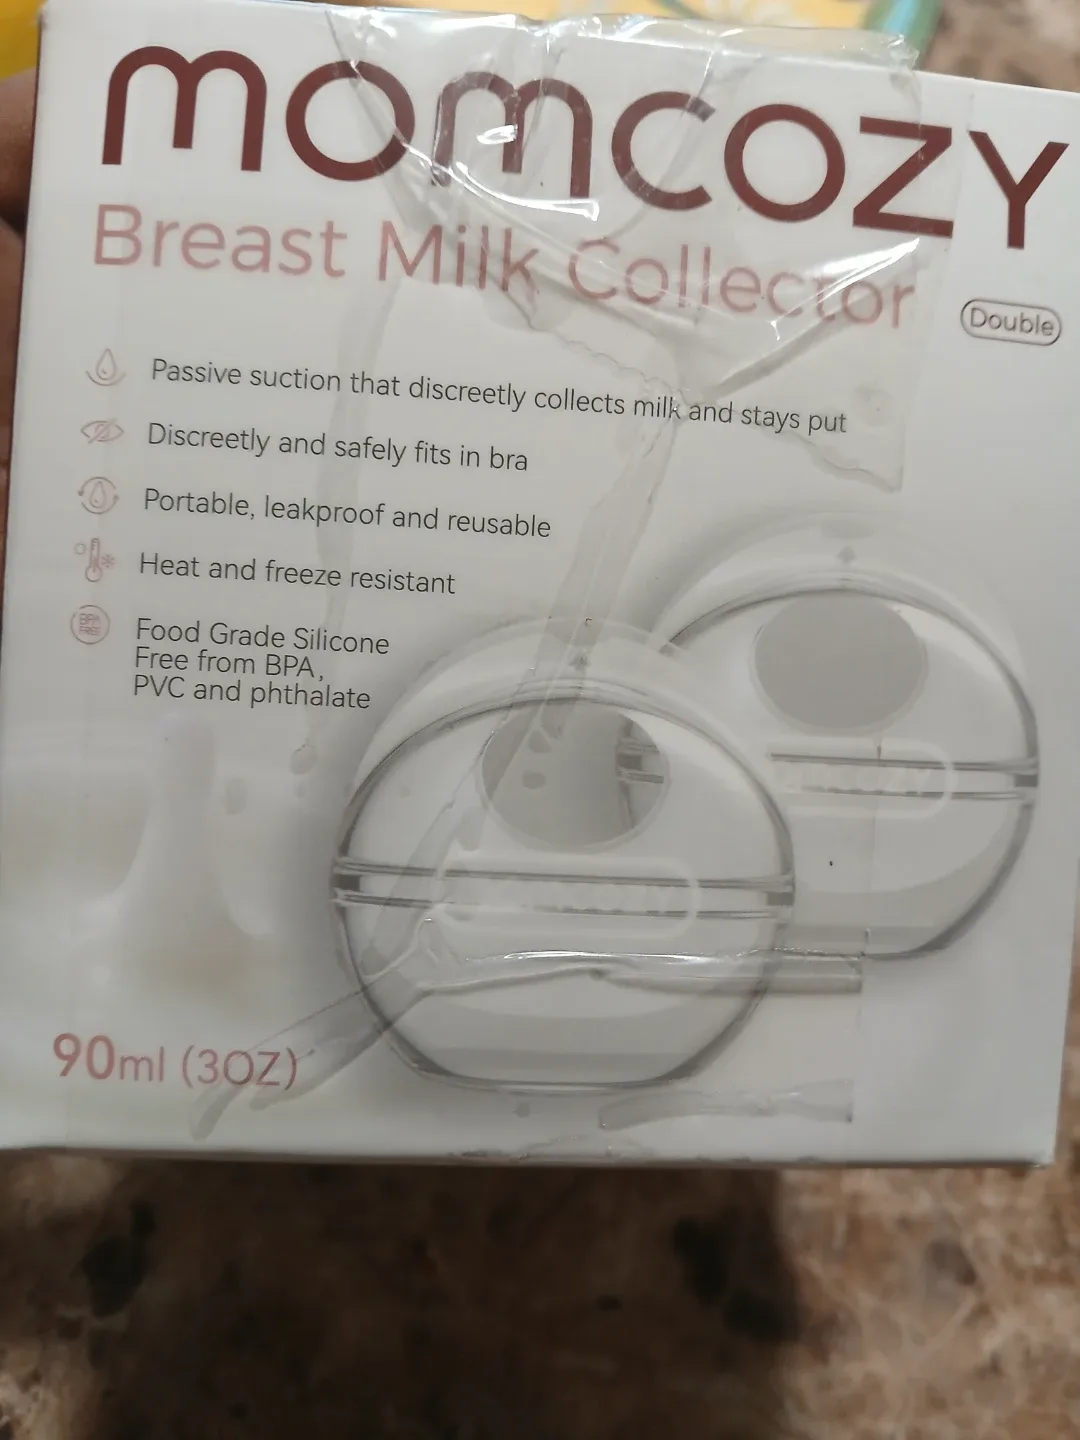 momcozy
Breast Milk Collector
Double
Passive suction that discreetly collects milk and stays put
Discreetly and safely fits in bra
Portable, leakproof and reusable
Heat and freeze resistant
BPA
FREE
Food Grade Silicone
Free from BPA,
PVC and phthalate
90ml (3OZ)